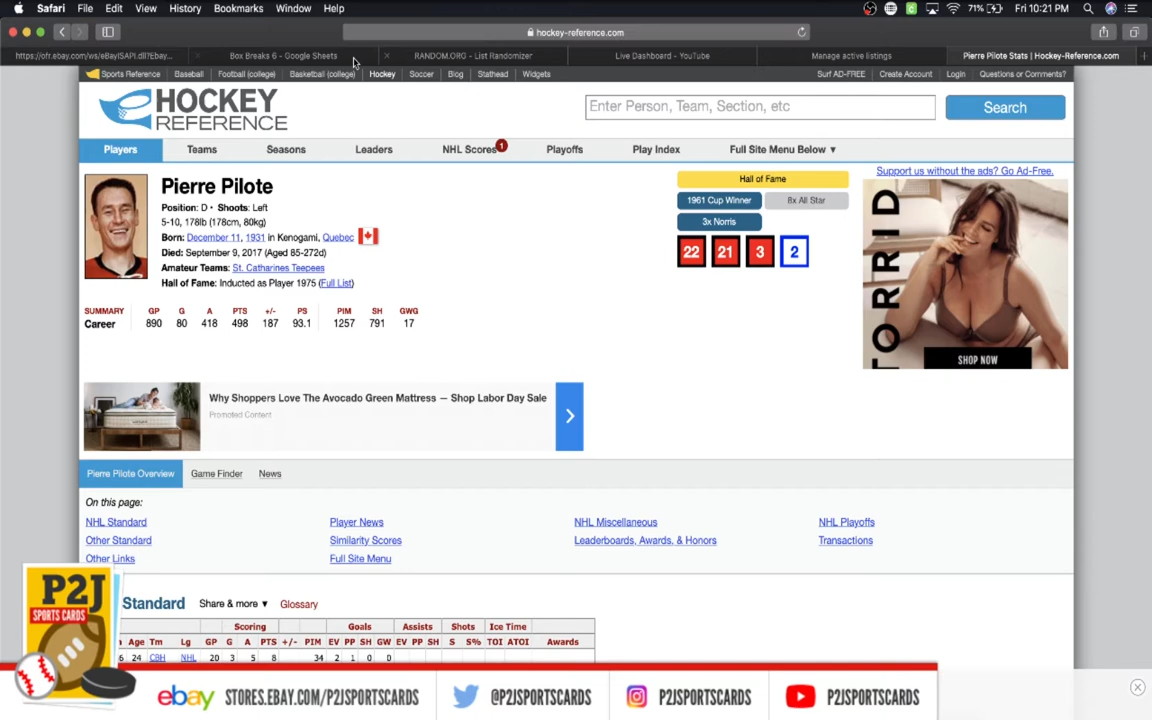 Safari File Edit View History Bookmarks Window Help 71% Fri 10:21 PM
hockey-reference.com
https://ofr.ebay.com/ws/eBayISAPI.dll?Ebay... Box Breaks 6 - Google Sheets RANDOM.ORG - List Randomizer Live Dashboard - YouTube Manage active listings Pierre Pilote Stats | Hockey-Reference.com
Sports Reference Baseball Football (college) Basketball (college) Hockey Soccer Blog Stathead Widgets Surf AD-FREE Create Account Login Questions or Comments?
HOCKEY
REFERENCE
Enter Person, Team, Section, etc Search
Players Teams Seasons Leaders NHL Scores 1 Playoffs Play Index Full Site Menu Below ▼
Support us without the ads? Go Ad-Free.
Pierre Pilote
Position: D • Shoots: Left
5-10, 178lb (178cm, 80kg)
Born: December 11, 1931 in Kenogami, Quebec
Died: September 9, 2017 (Aged 85-272d)
Amateur Teams: St. Catharines Teepees
Hall of Fame: Inducted as Player 1975 (Full List)
Hall of Fame
1961 Cup Winner 8x All Star
3x Norris
22 21 3 2
TORRID
SHOP NOW
SUMMARY GP G A PTS +/- PS PIM SH GWG
Career 890 80 418 498 187 93.1 1257 791 17
Why Shoppers Love The Avocado Green Mattress — Shop Labor Day Sale
Promoted Content
Pierre Pilote Overview Game Finder News
On this page:
NHL Standard Player News NHL Miscellaneous NHL Playoffs
Other Standard Similarity Scores Leaderboards, Awards, & Honors Transactions
Other Links Full Site Menu
Standard Share & more ▼ Glossary
Scoring Goals Assists Shots Ice Time
Age Tm Lg GP G A PTS +/- PIM EV PP SH GW EV PP SH S S% TOI ATOI Awards
6 24 CBH NHL 20 3 5 8 34 2 1 0 0
P2J
SPORTS CARDS
ebay STORES.EBAY.COM/P2JSPORTSCARDS @P2JSPORTSCARDS P2JSPORTSCARDS P2JSPORTSCARDS